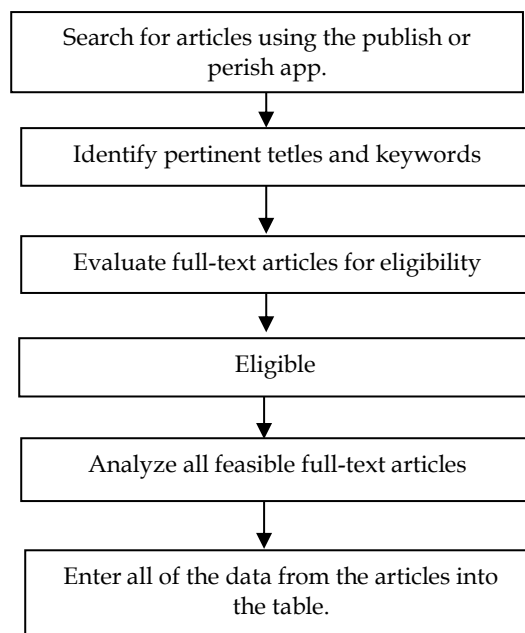 Search for articles using the publish or
perish app.
Identify pertinent tetles and keywords
Evaluate full-text articles for eligibility
Eligible
Analyze all feasible full-text articles
Enter all of the data from the articles into
the table.